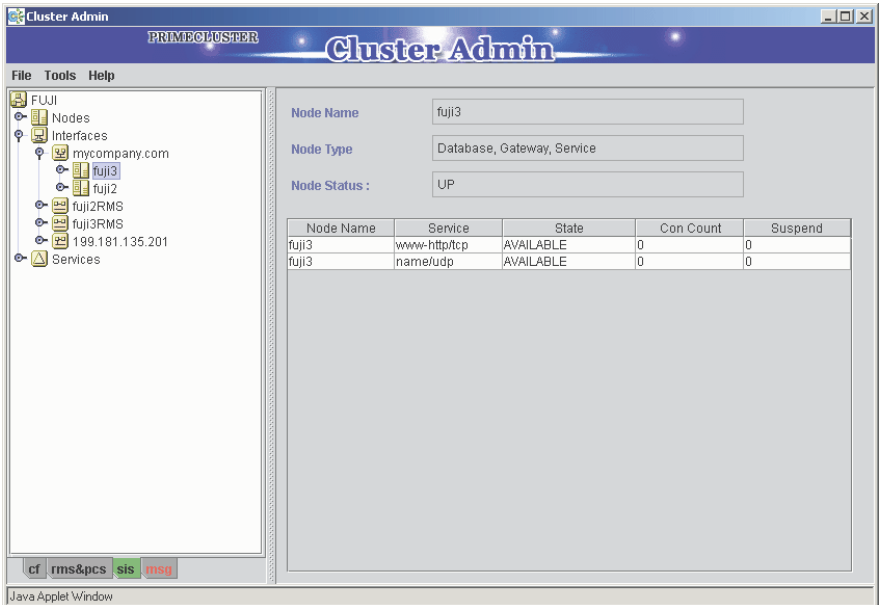 Cluster Admin
PRIMECLUSTER
Cluster Admin
File Tools Help
FUJI
Nodes
Interfaces
mycompany.com
fuji3
fuji2
fuji2RMS
fuji3RMS
199.181.135.201
Services
Node Name fuji3
Node Type Database, Gateway, Service
Node Status : UP
Node Name Service State Con Count Suspend
fuji3 www-http/tcp AVAILABLE 0 0
fuji3 name/udp AVAILABLE 0 0
cf rms&pcs sis msg
Java Applet Window